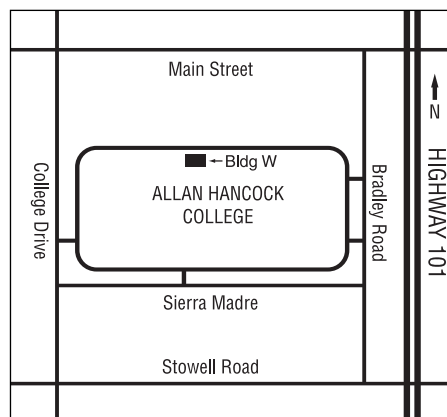 Main Street
N
←Bldg W
ALLAN HANCOCK
COLLEGE
College Drive
Bradley Road
HIGHWAY 101
Sierra Madre
Stowell Road